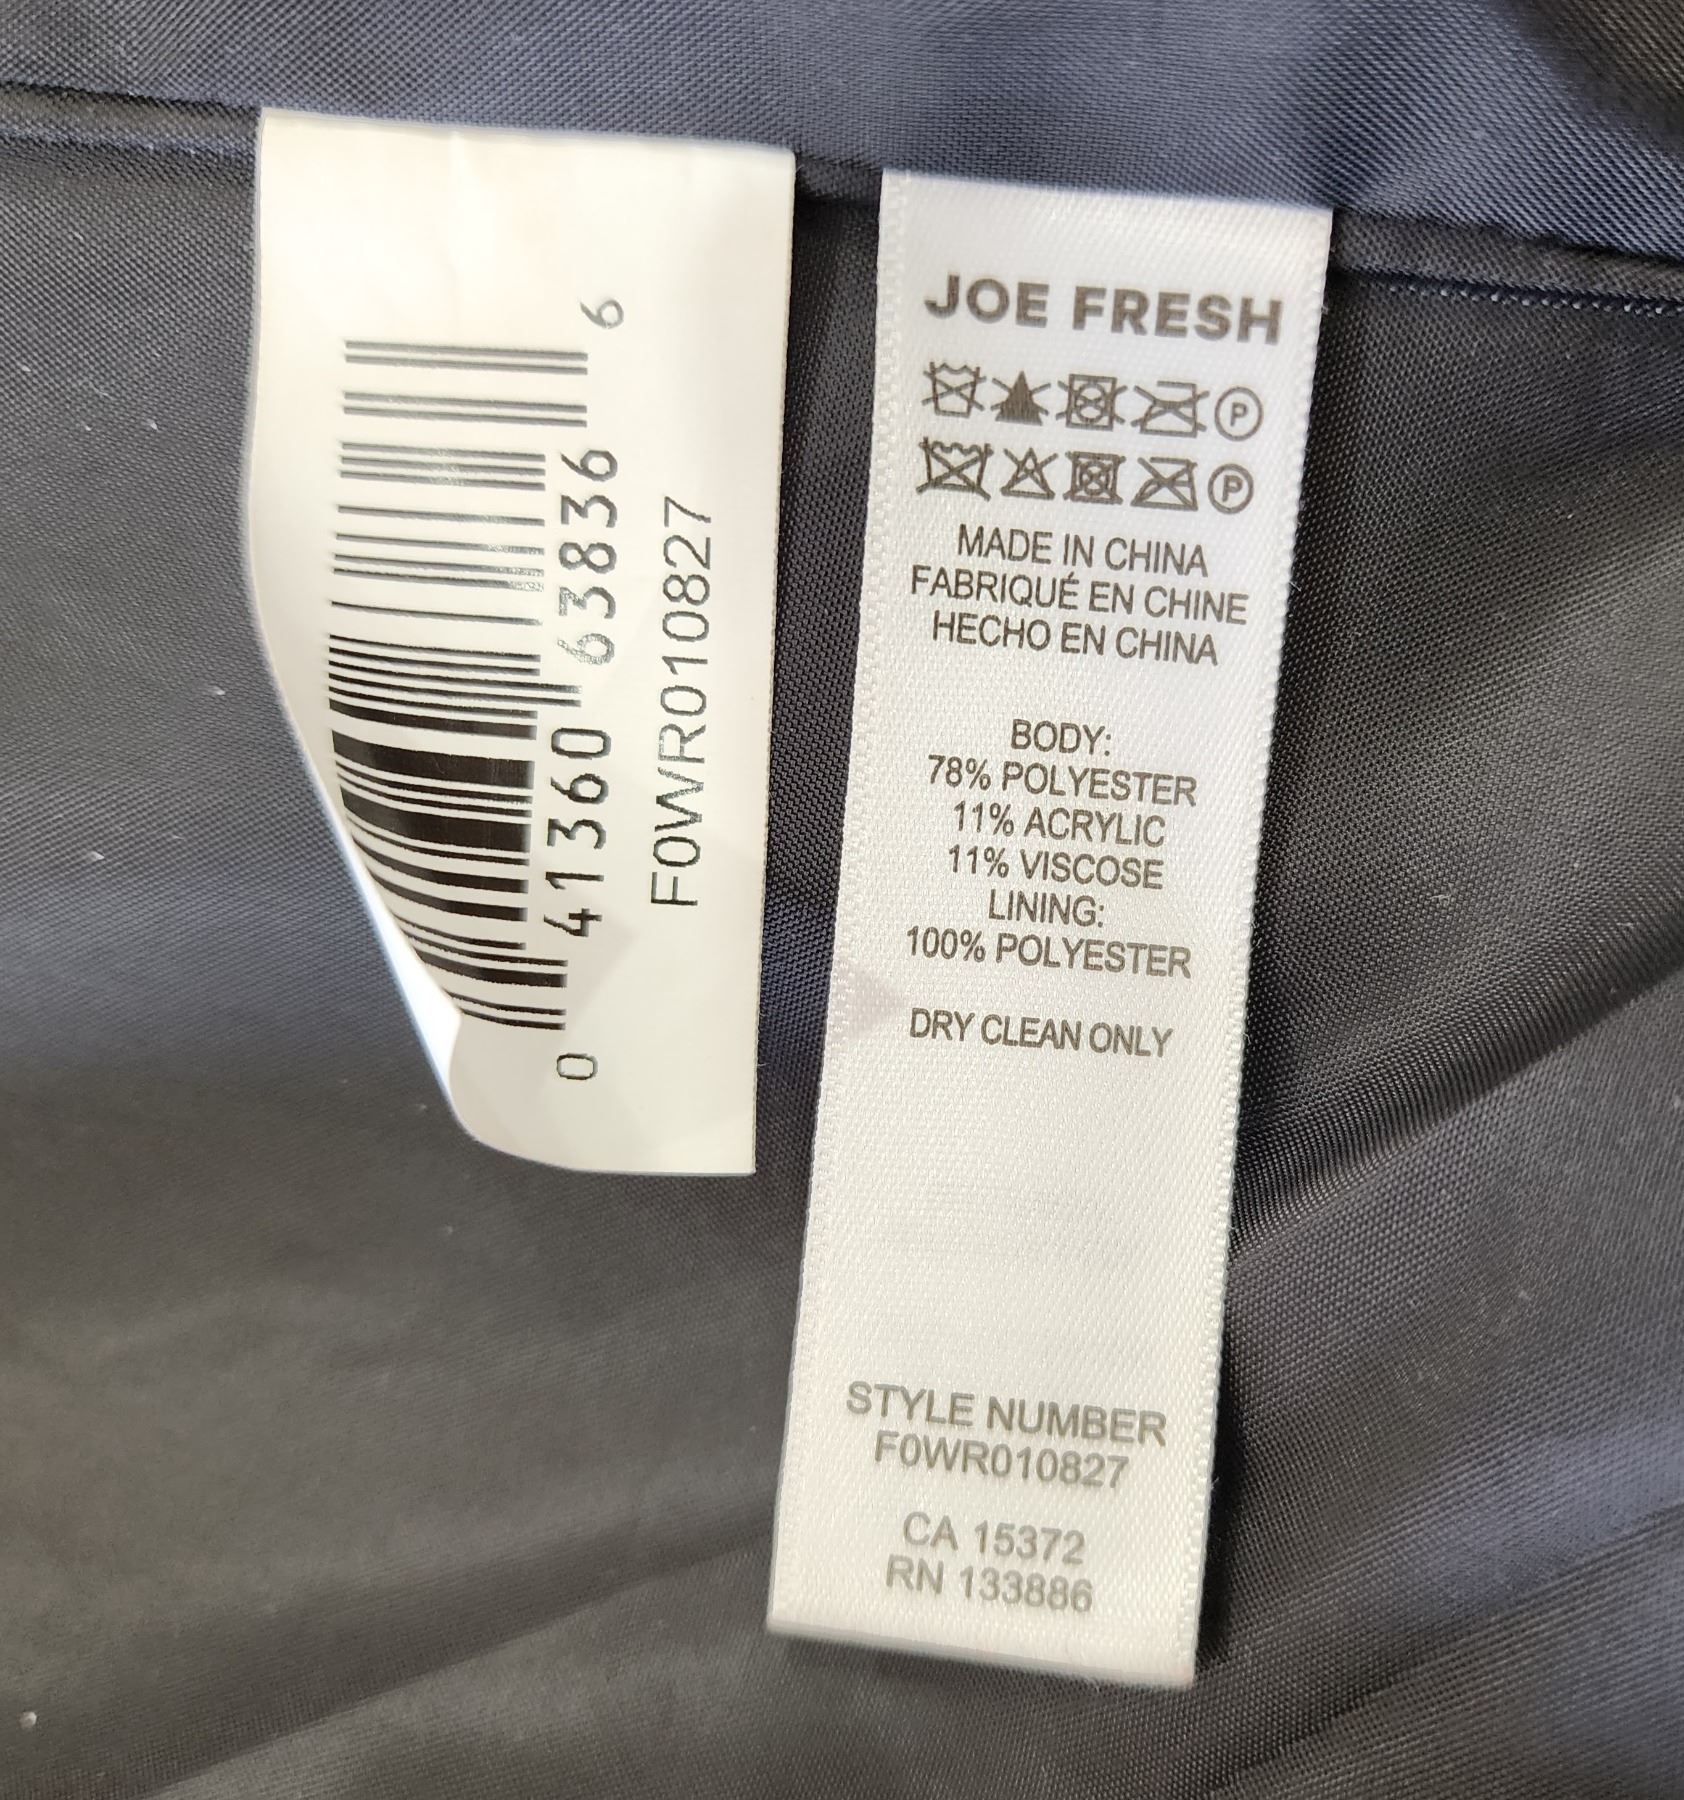 0 41360 63836 6
F0WR010827
JOE FRESH
P
P
MADE IN CHINA
FABRIQUÉ EN CHINE
HECHO EN CHINA
BODY:
78% POLYESTER
11% ACRYLIC
11% VISCOSE
LINING:
100% POLYESTER
DRY CLEAN ONLY
STYLE NUMBER
F0WR010827
CA 15372
RN 133886